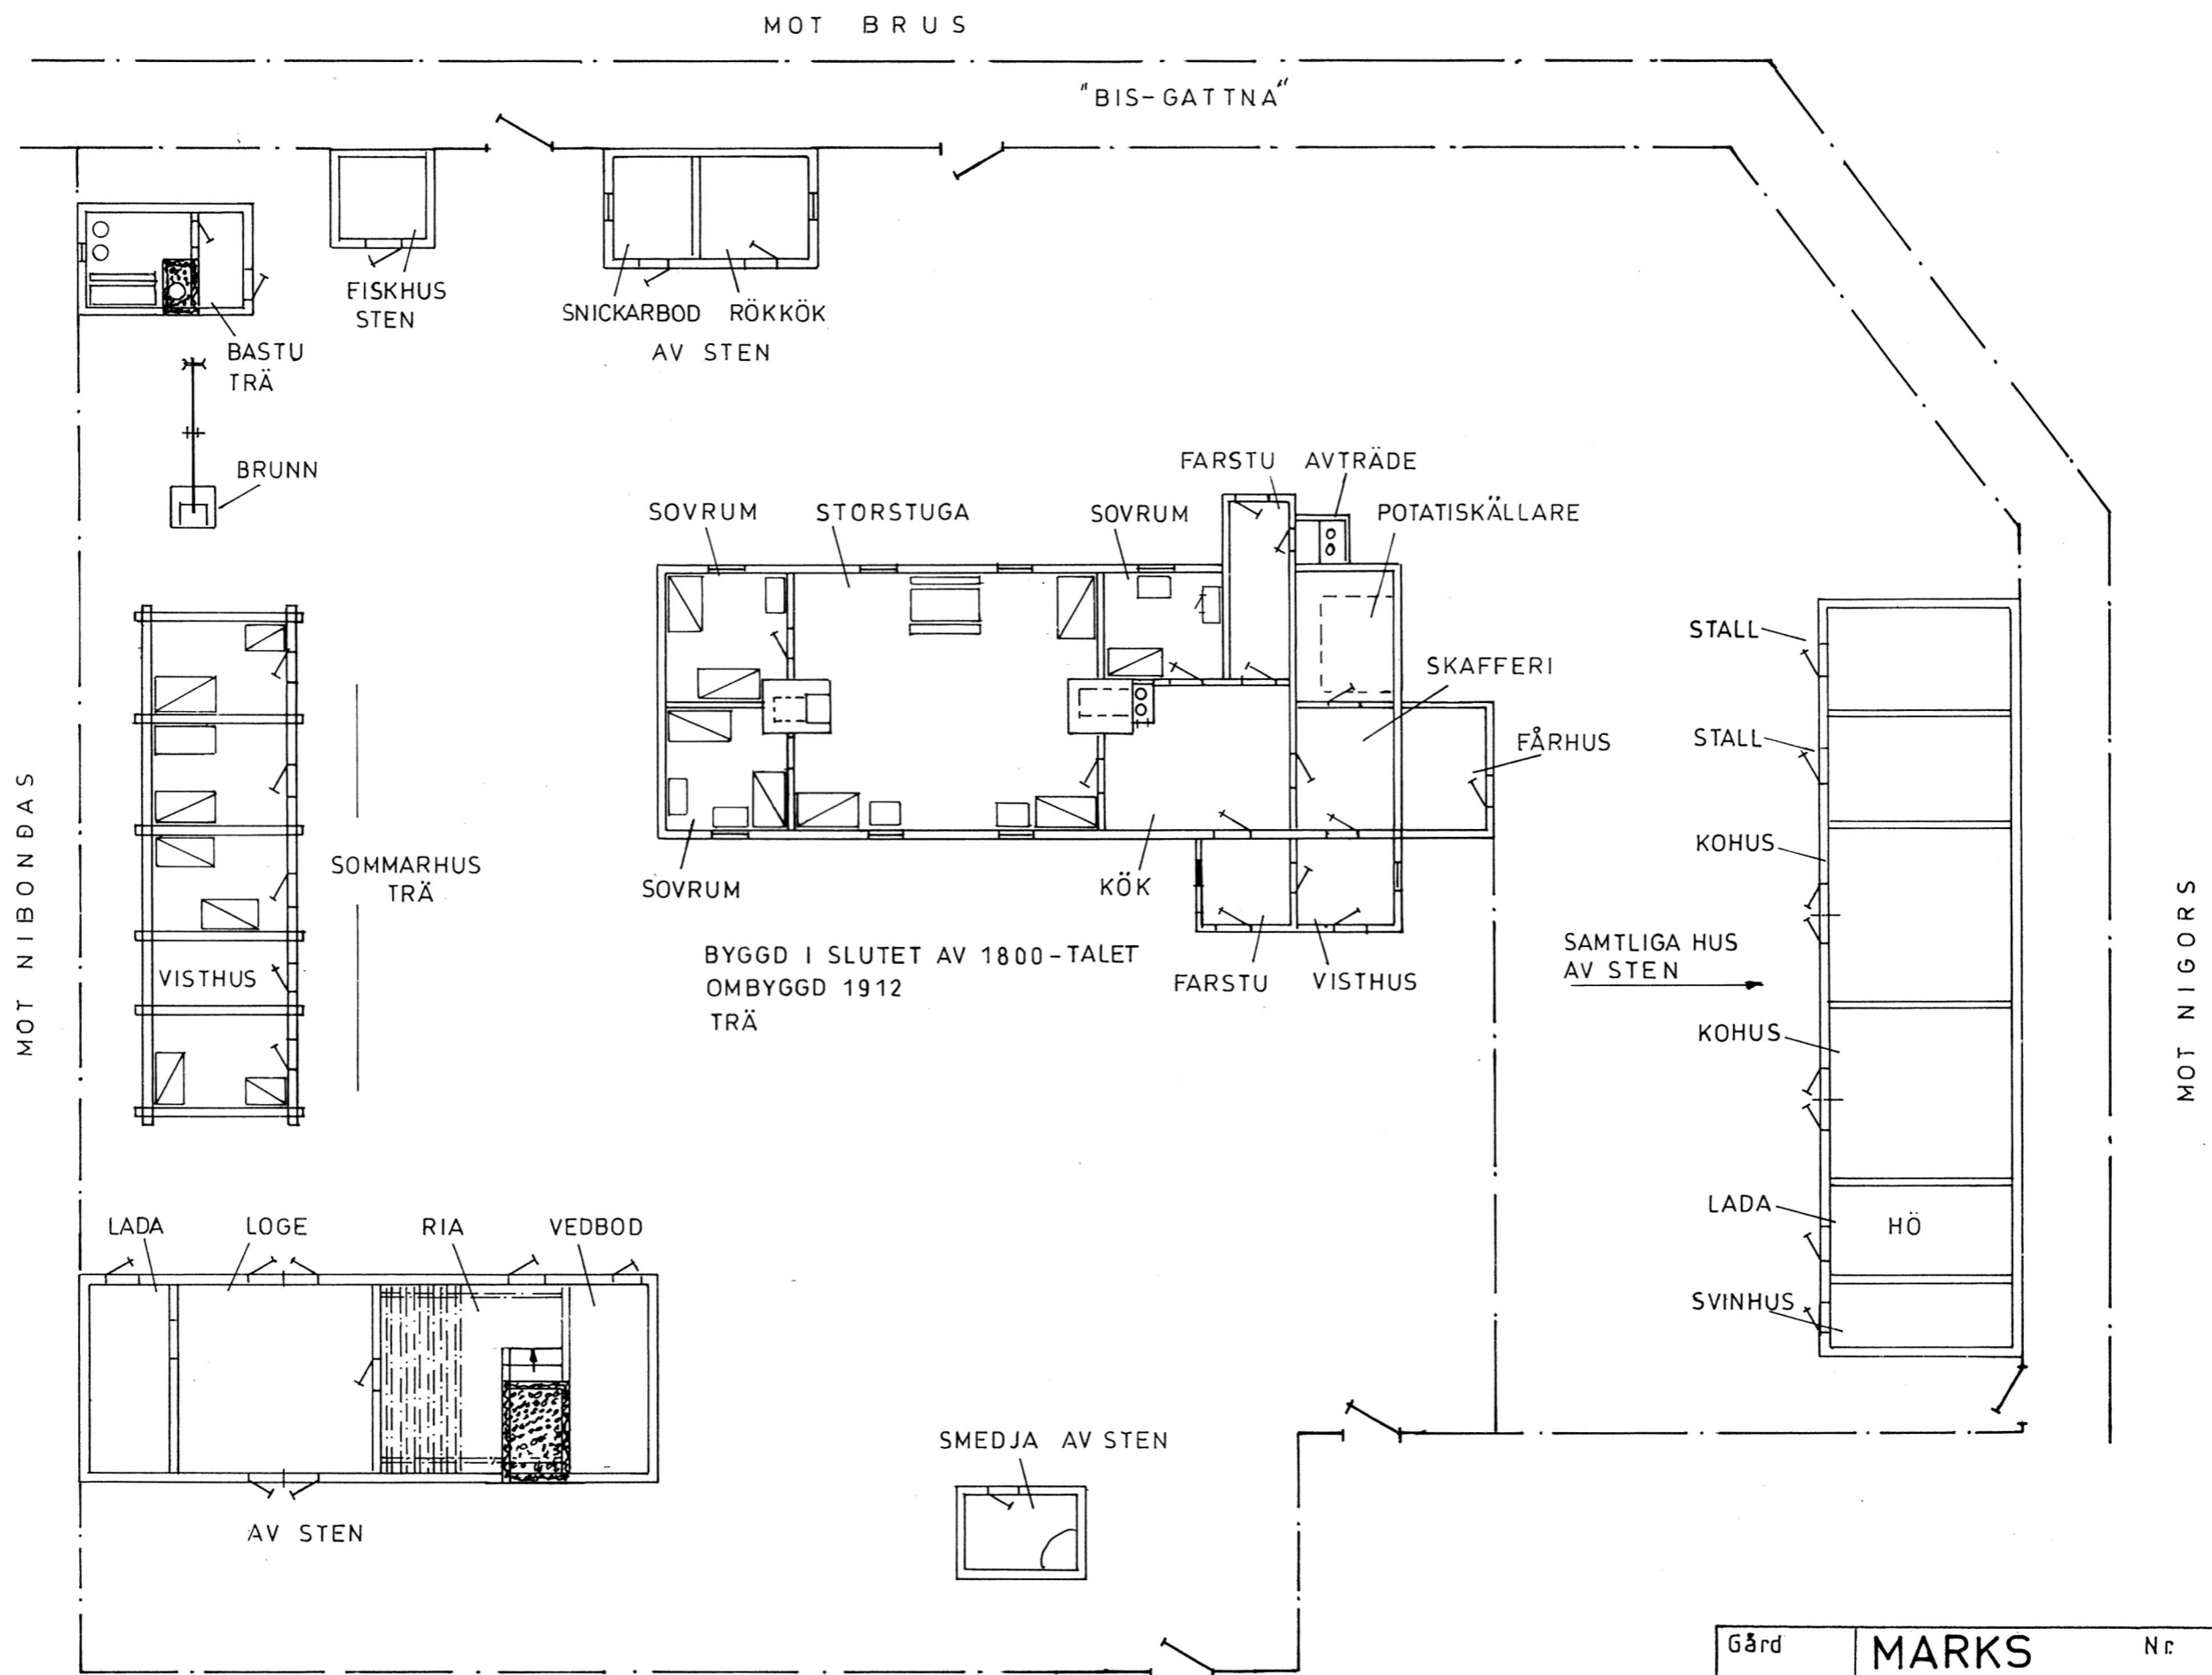 MOT BRUS
"BIS-GATTNA"
FISKHUS
STEN
SNICKARBOD RÖKKÖK
AV STEN
BASTU
TRÄ
BRUNN
FARSTU AVTRÄDE
SOVRUM STORSTUGA SOVRUM POTATISKÄLLARE
SKAFFERI
FÅRHUS
STALL
STALL
KOHUS
KOHUS
LADA HÖ
SVINHUS
SAMTLIGA HUS
AV STEN
MOT NIBONDAS
MOT NIGORS
SOMMARHUS
TRÄ
VISTHUS
SOVRUM KÖK
FARSTU VISTHUS
BYGGD I SLUTET AV 1800-TALET
OMBYGGD 1912
TRÄ
LADA LOGE RIA VEDBOD
AV STEN
SMEDJA AV STEN
Gård MARKS Nr.